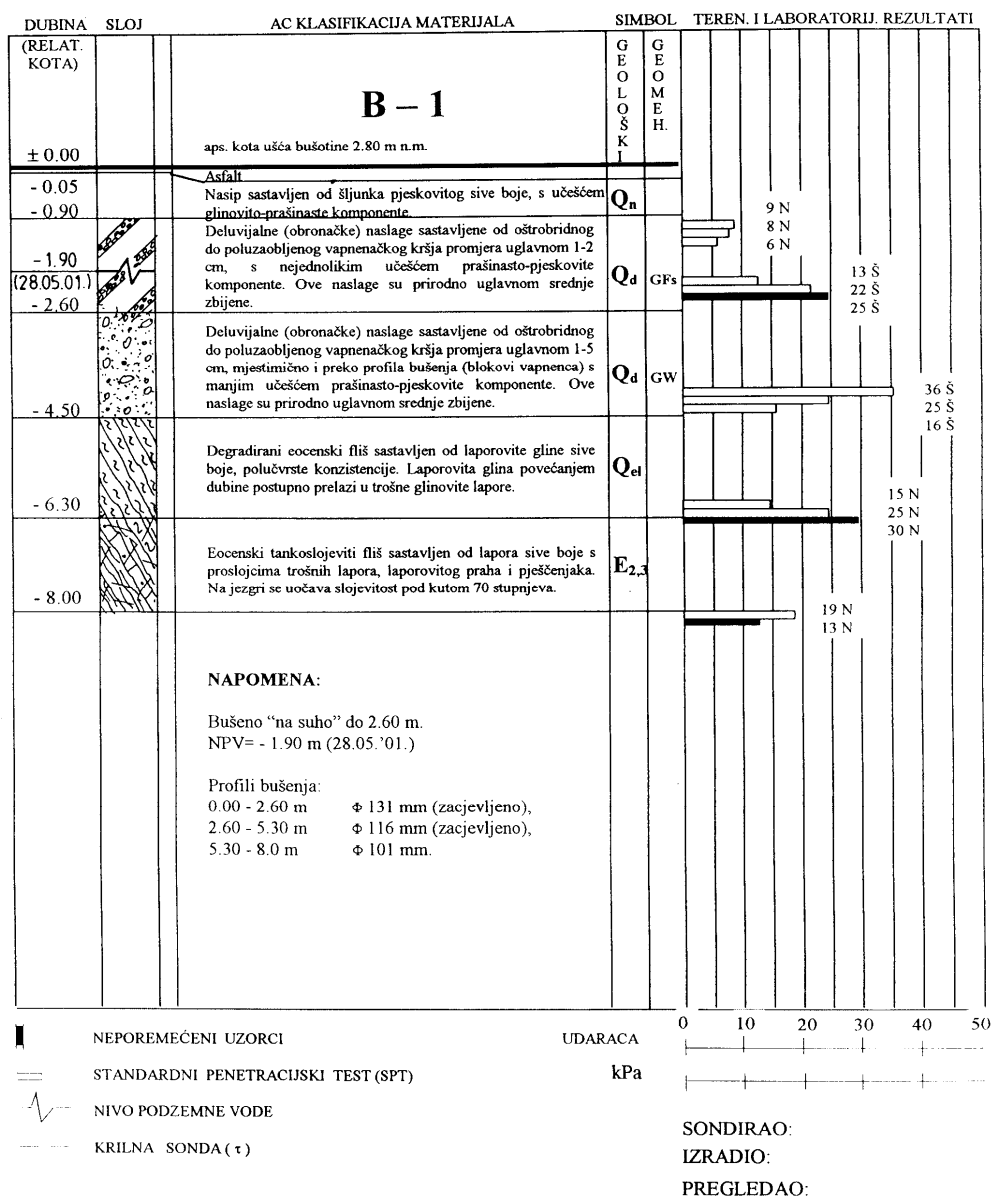 DUBINA SLOJ AC KLASIFIKACIJA MATERIJALA SIMBOL TEREN. I LABORATORIJ. REZULTATI
(RELAT.
KOTA)
GEOLOŠKI
GEOMEH.
B – 1
aps. kota ušća bušotine 2.80 m n.m.
± 0.00
Asfalt
- 0.05
Nasip sastavljen od šljunka pjeskovitog sive boje, s učešćem
glinovito-prašinaste komponente.
Qn
- 0.90
9 N
8 N
6 N
Deluvijalne (obronačke) naslage sastavljene od oštrobridnog
do poluzaobljenog vapnenačkog kršja promjera uglavnom 1-2
cm, s nejednolikim učešćem prašinasto-pjeskovite
komponente. Ove naslage su prirodno uglavnom srednje
zbijene.
Qd GFs
- 1.90
(28.05.01.)
- 2.60
13 Š
22 Š
25 Š
Deluvijalne (obronačke) naslage sastavljene od oštrobridnog
do poluzaobljenog vapnenačkog kršja promjera uglavnom 1-5
cm, mjestimično i preko profila bušenja (blokovi vapnenca) s
manjim učešćem prašinasto-pjeskovite komponente. Ove
naslage su prirodno uglavnom srednje zbijene.
Qd GW
- 4.50
36 Š
25 Š
16 Š
Degradirani eocenski fliš sastavljen od laporovite gline sive
boje, polučvrste konzistencije. Laporovita glina povećanjem
dubine postupno prelazi u trošne glinovite lapore.
Qel
- 6.30
15 N
25 N
30 N
Eocenski tankoslojeviti fliš sastavljen od lapora sive boje s
proslojcima trošnih lapora, laporovitog praha i pješčenjaka.
Na jezgri se uočava slojevitost pod kutom 70 stupnjeva.
E2,3
- 8.00
19 N
13 N
NAPOMENA:
Bušeno “na suho” do 2.60 m.
NPV= - 1.90 m (28.05.’01.)
Profili bušenja:
0.00 - 2.60 m Φ 131 mm (zacjevljeno),
2.60 - 5.30 m Φ 116 mm (zacjevljeno),
5.30 - 8.0 m Φ 101 mm.
0 10 20 30 40 50
NEPOREMEĆENI UZORCI UDARACA
STANDARDNI PENETRACIJSKI TEST (SPT) kPa
NIVO PODZEMNE VODE
KRILNA SONDA ( τ )
SONDIRAO:
IZRADIO:
PREGLEDAO: